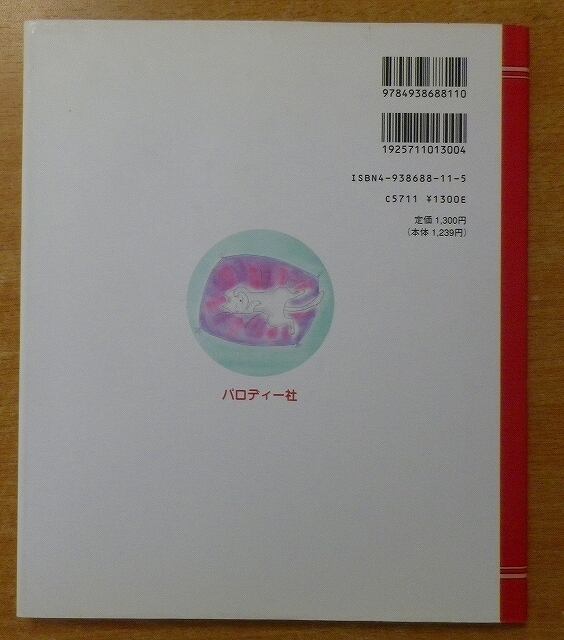 9784938688110
1925711013004
ISBN4-938688-11-5
C5711 ¥1300E
定価 1,300円
(本体 1,239円)
パロディー社